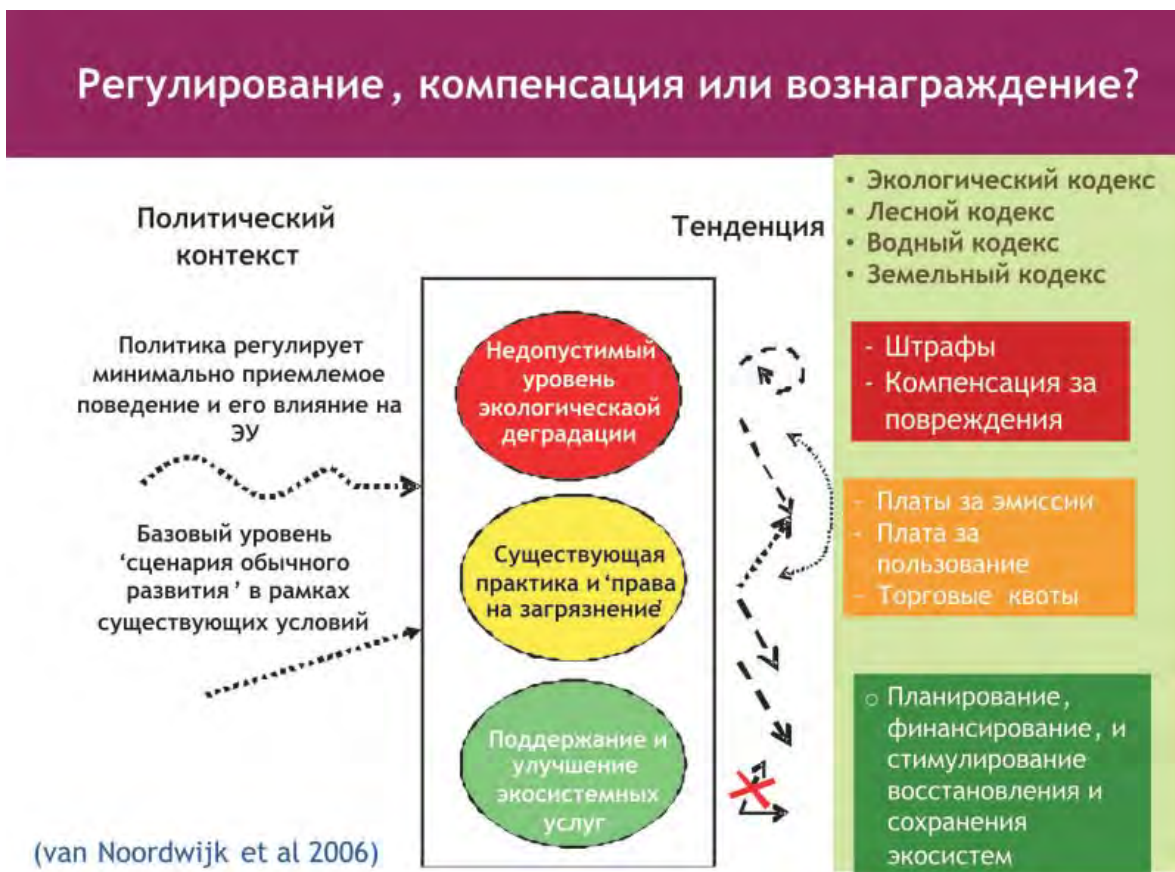 Регулирование, компенсация или вознаграждение?
Политический
контекст
Политика регулирует
минимально приемлемое
поведение и его влияние на
ЭУ
Базовый уровень
‘сценария обычного
развития’ в рамках
существующих условий
(van Noordwijk et al 2006)
Недопустимый
уровень
экологическаой
деградации
Существующая
практика и ‘права
на загрязнение’
Поддержание и
улучшение
экосистемных
услуг
Тенденция
• Экологический кодекс
• Лесной кодекс
• Водный кодекс
• Земельный кодекс
- Штрафы
- Компенсация за
повреждения
- Платы за эмиссии
- Плата за
пользование
- Торговые квоты
○ Планирование,
финансирование, и
стимулирование
восстановления и
сохранения
экосистем